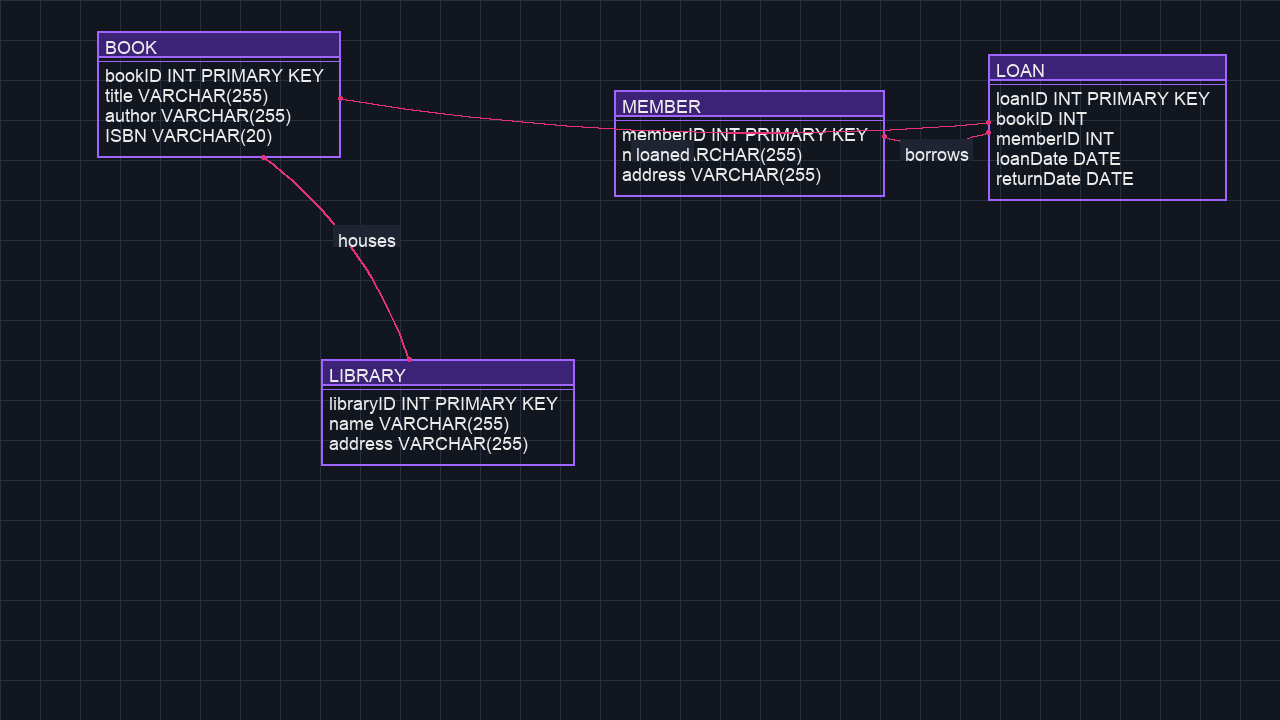 BOOK
bookID INT PRIMARY KEY
title VARCHAR(255)
author VARCHAR(255)
ISBN VARCHAR(20)
MEMBER
memberID INT PRIMARY KEY
n loaned .RCHAR(255)
address VARCHAR(255)
borrows
LOAN
loanID INT PRIMARY KEY
bookID INT
memberID INT
loanDate DATE
returnDate DATE
houses
LIBRARY
libraryID INT PRIMARY KEY
name VARCHAR(255)
address VARCHAR(255)